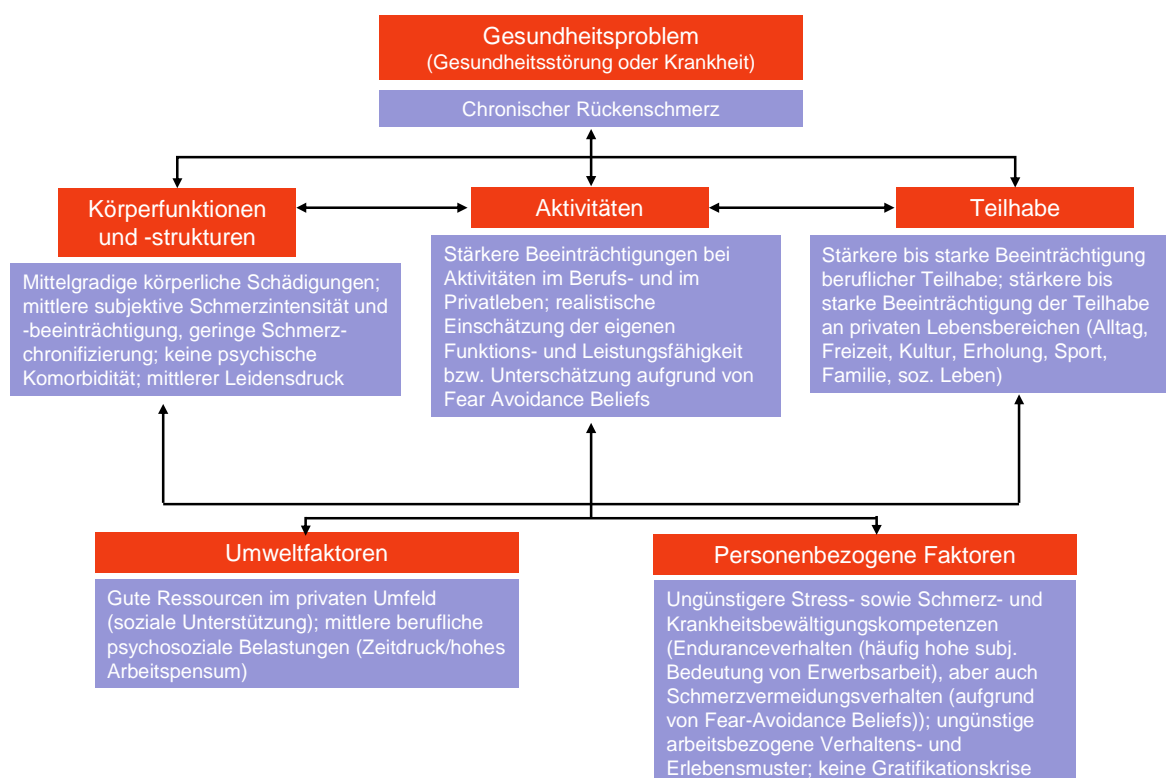 Gesundheitsproblem
(Gesundheitsstörung oder Krankheit)
Chronischer Rückenschmerz
Körperfunktionen
und -strukturen
Mittelgradige körperliche Schädigungen;
mittlere subjektive Schmerzintensität und
-beeinträchtigung, geringe Schmerz-
chronifizierung; keine psychische
Komorbidität; mittlerer Leidensdruck
Aktivitäten
Stärkere Beeinträchtigungen bei
Aktivitäten im Berufs- und im
Privatleben; realistische
Einschätzung der eigenen
Funktions- und Leistungsfähigkeit
bzw. Unterschätzung aufgrund von
Fear Avoidance Beliefs
Teilhabe
Stärkere bis starke Beeinträchtigung
beruflicher Teilhabe; stärkere bis
starke Beeinträchtigung der Teilhabe
an privaten Lebensbereichen (Alltag,
Freizeit, Kultur, Erholung, Sport,
Familie, soz. Leben)
Umweltfaktoren
Gute Ressourcen im privaten Umfeld
(soziale Unterstützung); mittlere berufliche
psychosoziale Belastungen (Zeitdruck/hohes
Arbeitspensum)
Personenbezogene Faktoren
Ungünstigere Stress- sowie Schmerz- und
Krankheitsbewältigungskompetenzen
(Enduranceverhalten (häufig hohe subj.
Bedeutung von Erwerbsarbeit), aber auch
Schmerzvermeidungsverhalten (aufgrund
von Fear-Avoidance Beliefs)); ungünstige
arbeitsbezogene Verhaltens- und
Erlebensmuster; keine Gratifikationskrise